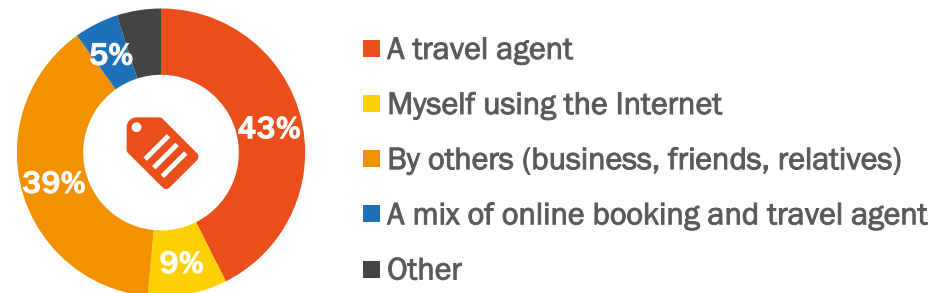 5%
43%
39%
9%
A travel agent
Myself using the Internet
By others (business, friends, relatives)
A mix of online booking and travel agent
Other